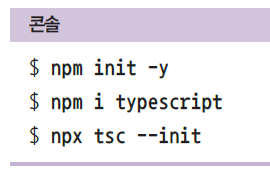 콘솔
$ npm init -y
$ npm i typescript
$ npx tsc --init